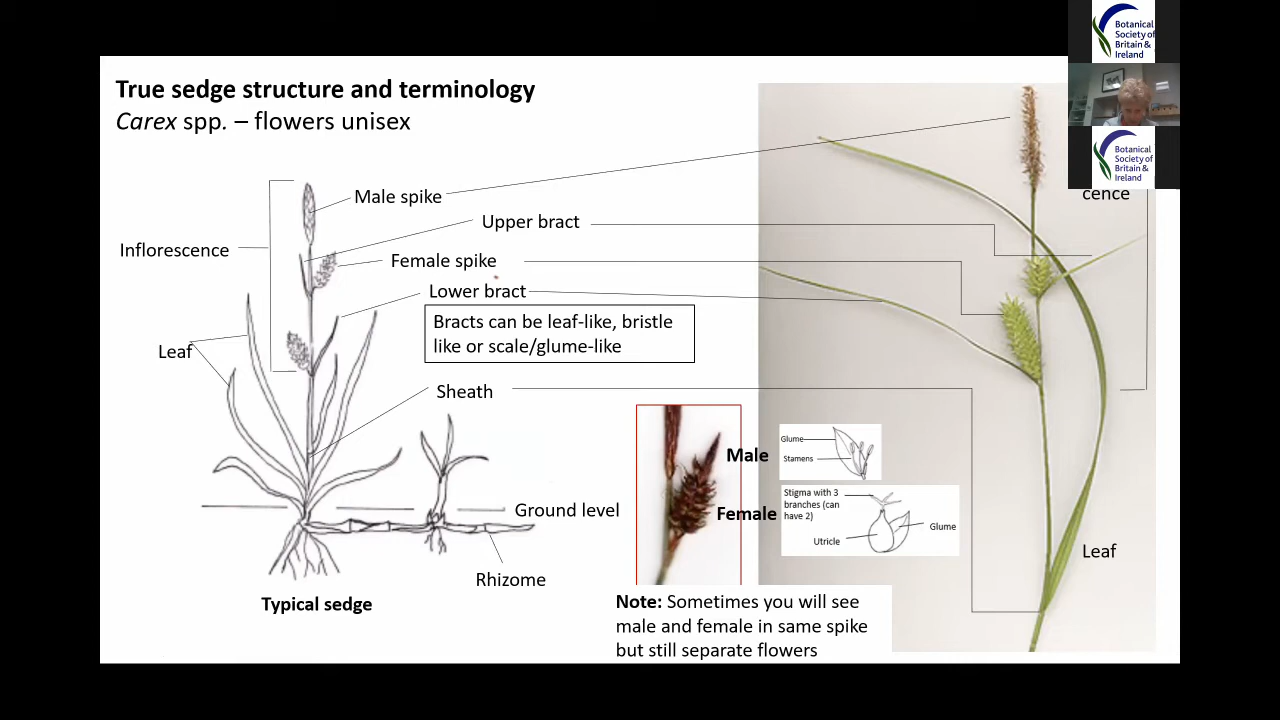 True sedge structure and terminology
Carex spp. – flowers unisex
Botanical
Society of
Britain &
Ireland
Botanical
Society of
Britain &
Ireland
cence
Male spike
Upper bract
Inflorescence
Female spike
Lower bract
Bracts can be leaf-like, bristle
like or scale/glume-like
Leaf
Sheath
Male
Glume
Stamens
Female
Stigma with 3
branches (can
have 2)
Glume
Utricle
Ground level
Leaf
Rhizome
Typical sedge
Note: Sometimes you will see
male and female in same spike
but still separate flowers